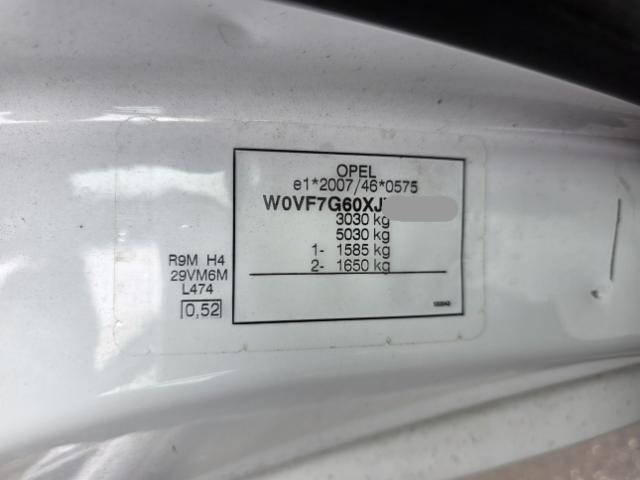 OPEL
e1*2007/46*0575
W0VF7G60XJ
3030 kg
5030 kg
1- 1585 kg
2- 1650 kg
R9M H4
29VM6M
L474
0,52